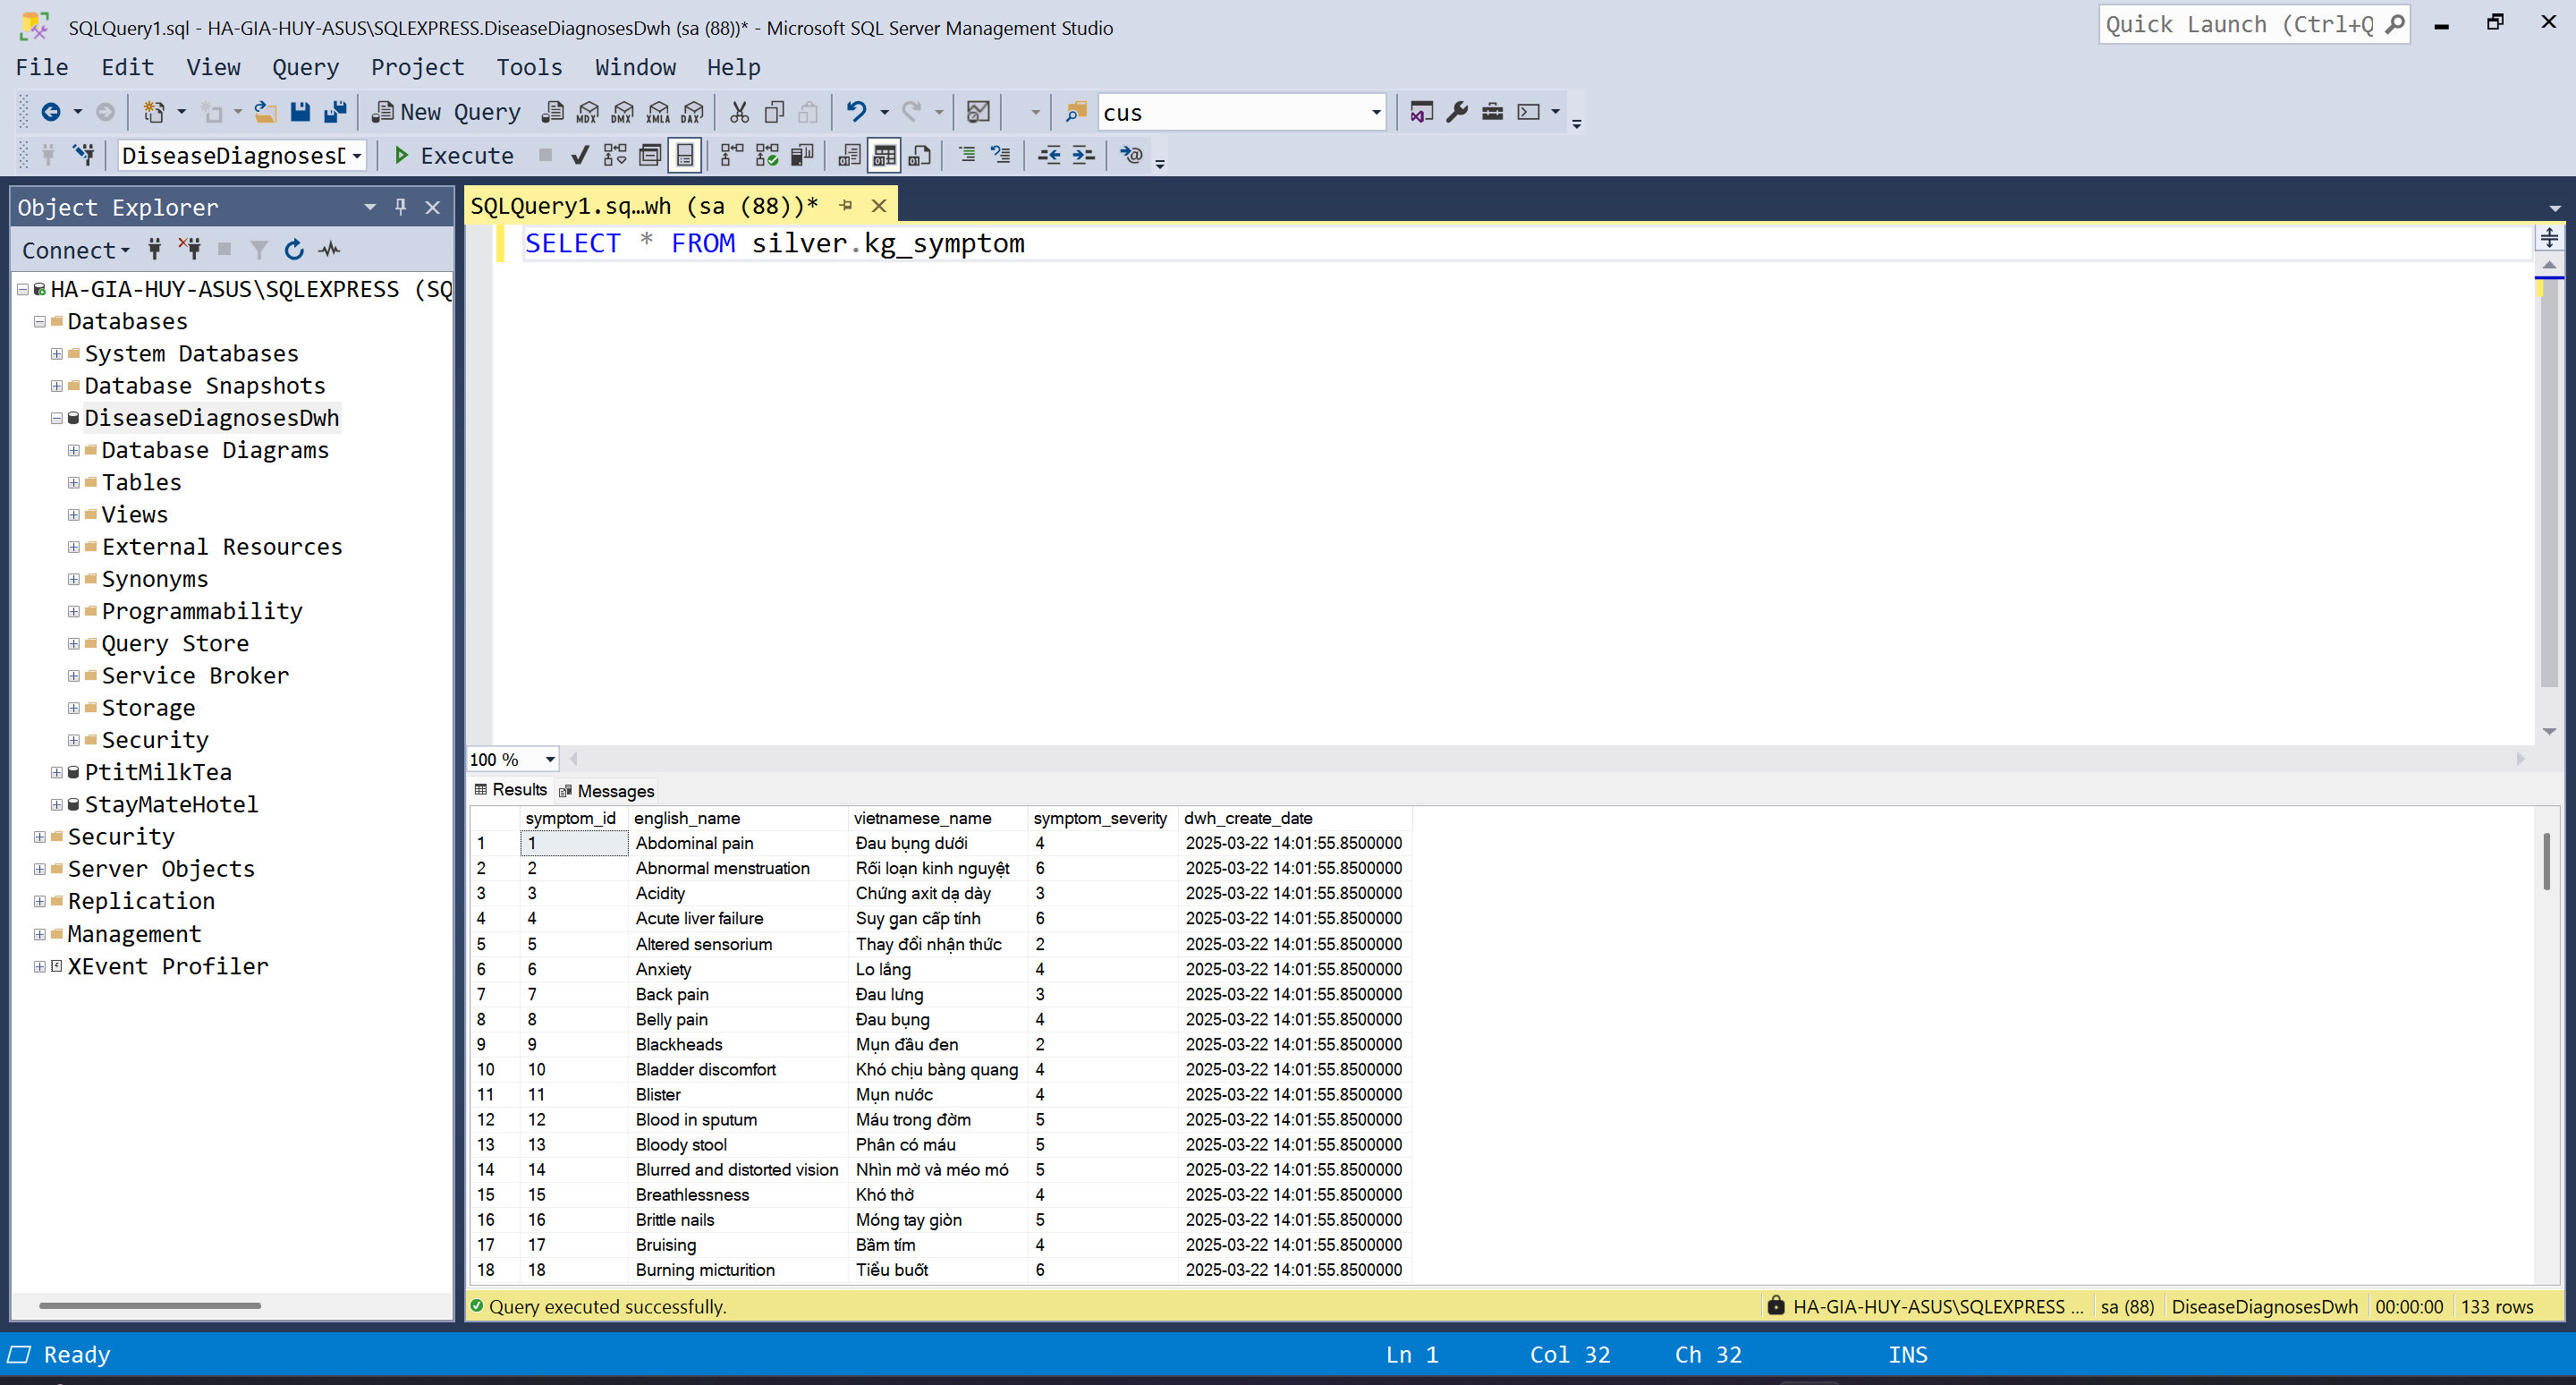 SQLQuery1.sql - HA-GIA-HUY-ASUS\SQLEXPRESS.DiseaseDiagnosesDwh (sa (88))* - Microsoft SQL Server Management Studio
Quick Launch (Ctrl+Q
File Edit View Query Project Tools Window Help
New Query MDX DMX XMLA DAX cus
DiseaseDiagnosesD Execute
Object Explorer
SQLQuery1.sq...wh (sa (88))*
Connect
SELECT * FROM silver.kg_symptom
HA-GIA-HUY-ASUS\SQLEXPRESS (SQ
Databases
System Databases
Database Snapshots
DiseaseDiagnosesDwh
Database Diagrams
Tables
Views
External Resources
Synonyms
Programmability
Query Store
Service Broker
Storage
Security
PtitMilkTea
StayMateHotel
Security
Server Objects
Replication
Management
XEvent Profiler
100 %
Results Messages
symptom_id english_name vietnamese_name symptom_severity dwh_create_date
1 1 Abdominal pain Đau bụng dưới 4 2025-03-22 14:01:55.8500000
2 2 Abnormal menstruation Rối loạn kinh nguyệt 6 2025-03-22 14:01:55.8500000
3 3 Acidity Chứng axit dạ dày 3 2025-03-22 14:01:55.8500000
4 4 Acute liver failure Suy gan cấp tính 6 2025-03-22 14:01:55.8500000
5 5 Altered sensorium Thay đổi nhận thức 2 2025-03-22 14:01:55.8500000
6 6 Anxiety Lo lắng 4 2025-03-22 14:01:55.8500000
7 7 Back pain Đau lưng 3 2025-03-22 14:01:55.8500000
8 8 Belly pain Đau bụng 4 2025-03-22 14:01:55.8500000
9 9 Blackheads Mụn đầu đen 2 2025-03-22 14:01:55.8500000
10 10 Bladder discomfort Khó chịu bàng quang 4 2025-03-22 14:01:55.8500000
11 11 Blister Mụn nước 4 2025-03-22 14:01:55.8500000
12 12 Blood in sputum Máu trong đờm 5 2025-03-22 14:01:55.8500000
13 13 Bloody stool Phân có máu 5 2025-03-22 14:01:55.8500000
14 14 Blurred and distorted vision Nhìn mờ và méo mó 5 2025-03-22 14:01:55.8500000
15 15 Breathlessness Khó thở 4 2025-03-22 14:01:55.8500000
16 16 Brittle nails Móng tay giòn 5 2025-03-22 14:01:55.8500000
17 17 Bruising Bầm tím 4 2025-03-22 14:01:55.8500000
18 18 Burning micturition Tiểu buốt 6 2025-03-22 14:01:55.8500000
Query executed successfully. HA-GIA-HUY-ASUS\SQLEXPRESS ... sa (88) DiseaseDiagnosesDwh 00:00:00 133 rows
Ready Ln 1 Col 32 Ch 32 INS